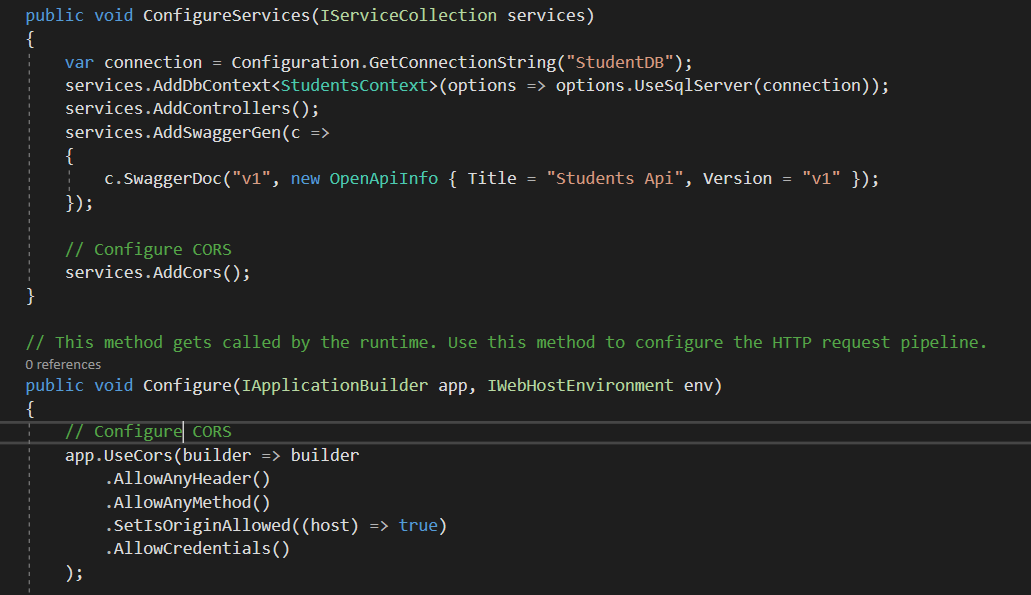 public void ConfigureServices(IServiceCollection services)
{
    var connection = Configuration.GetConnectionString("StudentDB");
    services.AddDbContext<StudentsContext>(options => options.UseSqlServer(connection));
    services.AddControllers();
    services.AddSwaggerGen(c =>
    {
        c.SwaggerDoc("v1", new OpenApiInfo { Title = "Students Api", Version = "v1" });
    });

    // Configure CORS
    services.AddCors();
}

// This method gets called by the runtime. Use this method to configure the HTTP request pipeline.
0 references
public void Configure(IApplicationBuilder app, IWebHostEnvironment env)
{
    // Configure CORS
    app.UseCors(builder => builder
        .AllowAnyHeader()
        .AllowAnyMethod()
        .SetIsOriginAllowed((host) => true)
        .AllowCredentials()
    );